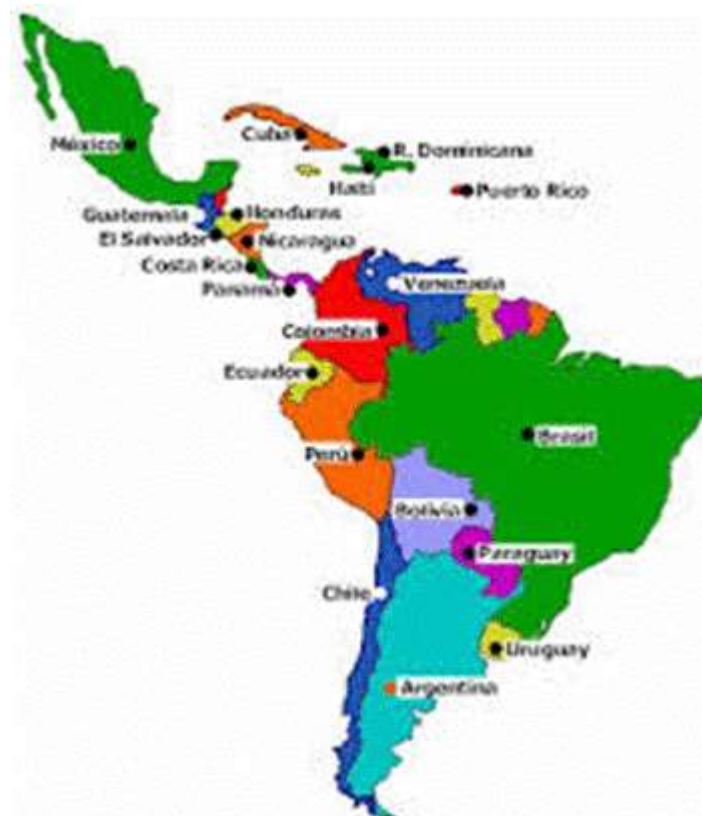 Cuba
México
R. Dominicana
Haití
Puerto Rico
Guatemala
Honduras
El Salvador
Nicaragua
Costa Rica
Panamá
Venezuela
Colombia
Ecuador
Brasil
Perú
Bolivia
Paraguay
Chile
Uruguay
Argentina